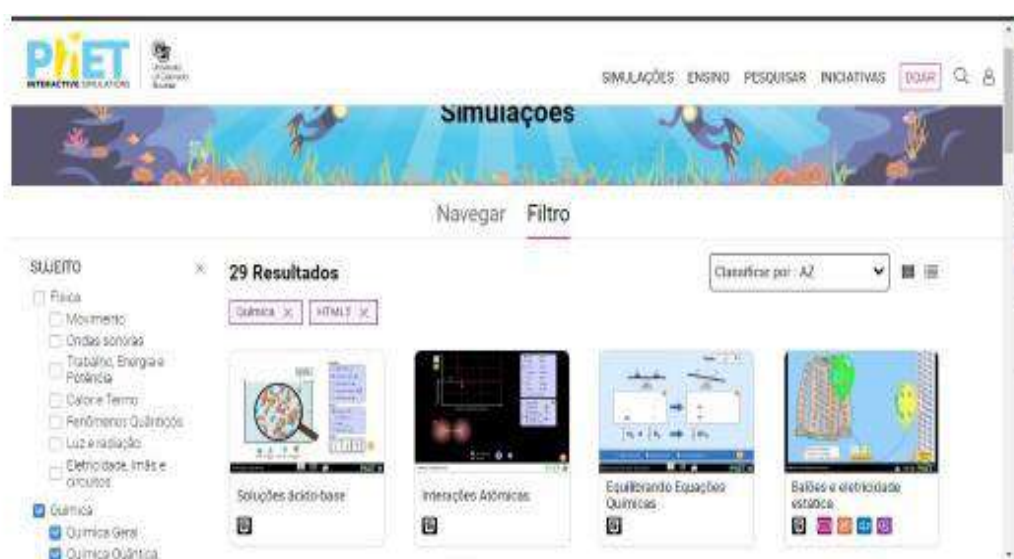 PhET
INTERACTIVE SIMULATIONS
SIMULAÇÕES ENSINO PESQUISAR INICIATIVAS DOAR
Simulações
Navegar Filtro
SUJEITO
29 Resultados
Classificar por: AZ
Química × HTML5 ×
Física
Movimento
Ondas sonoras
Trabalho, Energia e
Potência
Calor e Termo
Fenômenos Quânticos
Luz e radiação
Eletricidade, Imãs e
circuitos
Química
Química Geral
Química Quântica
Soluções ácido-base
Interações Atômicas
Equilibrando Equações
Químicas
Balões e eletricidade
estática